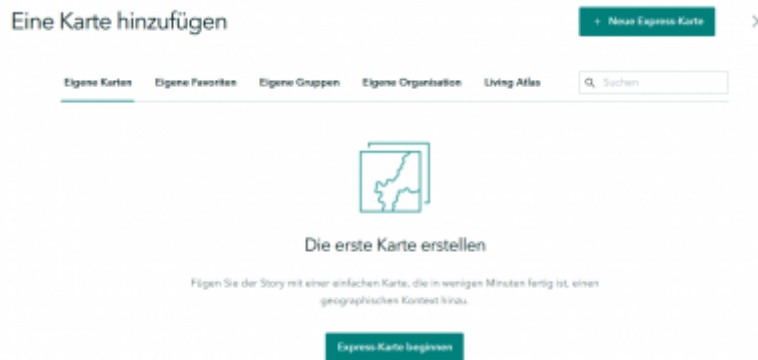 Eine Karte hinzufügen
+ Neue Express-Karte
Eigene Karten Eigene Favoriten Eigene Gruppen Eigene Organisation Living Atlas Suchen
Die erste Karte erstellen
Fügen Sie der Story mit einer einfachen Karte, die in wenigen Minuten fertig ist, einen
geographischen Kontext hinzu.
Express-Karte beginnen